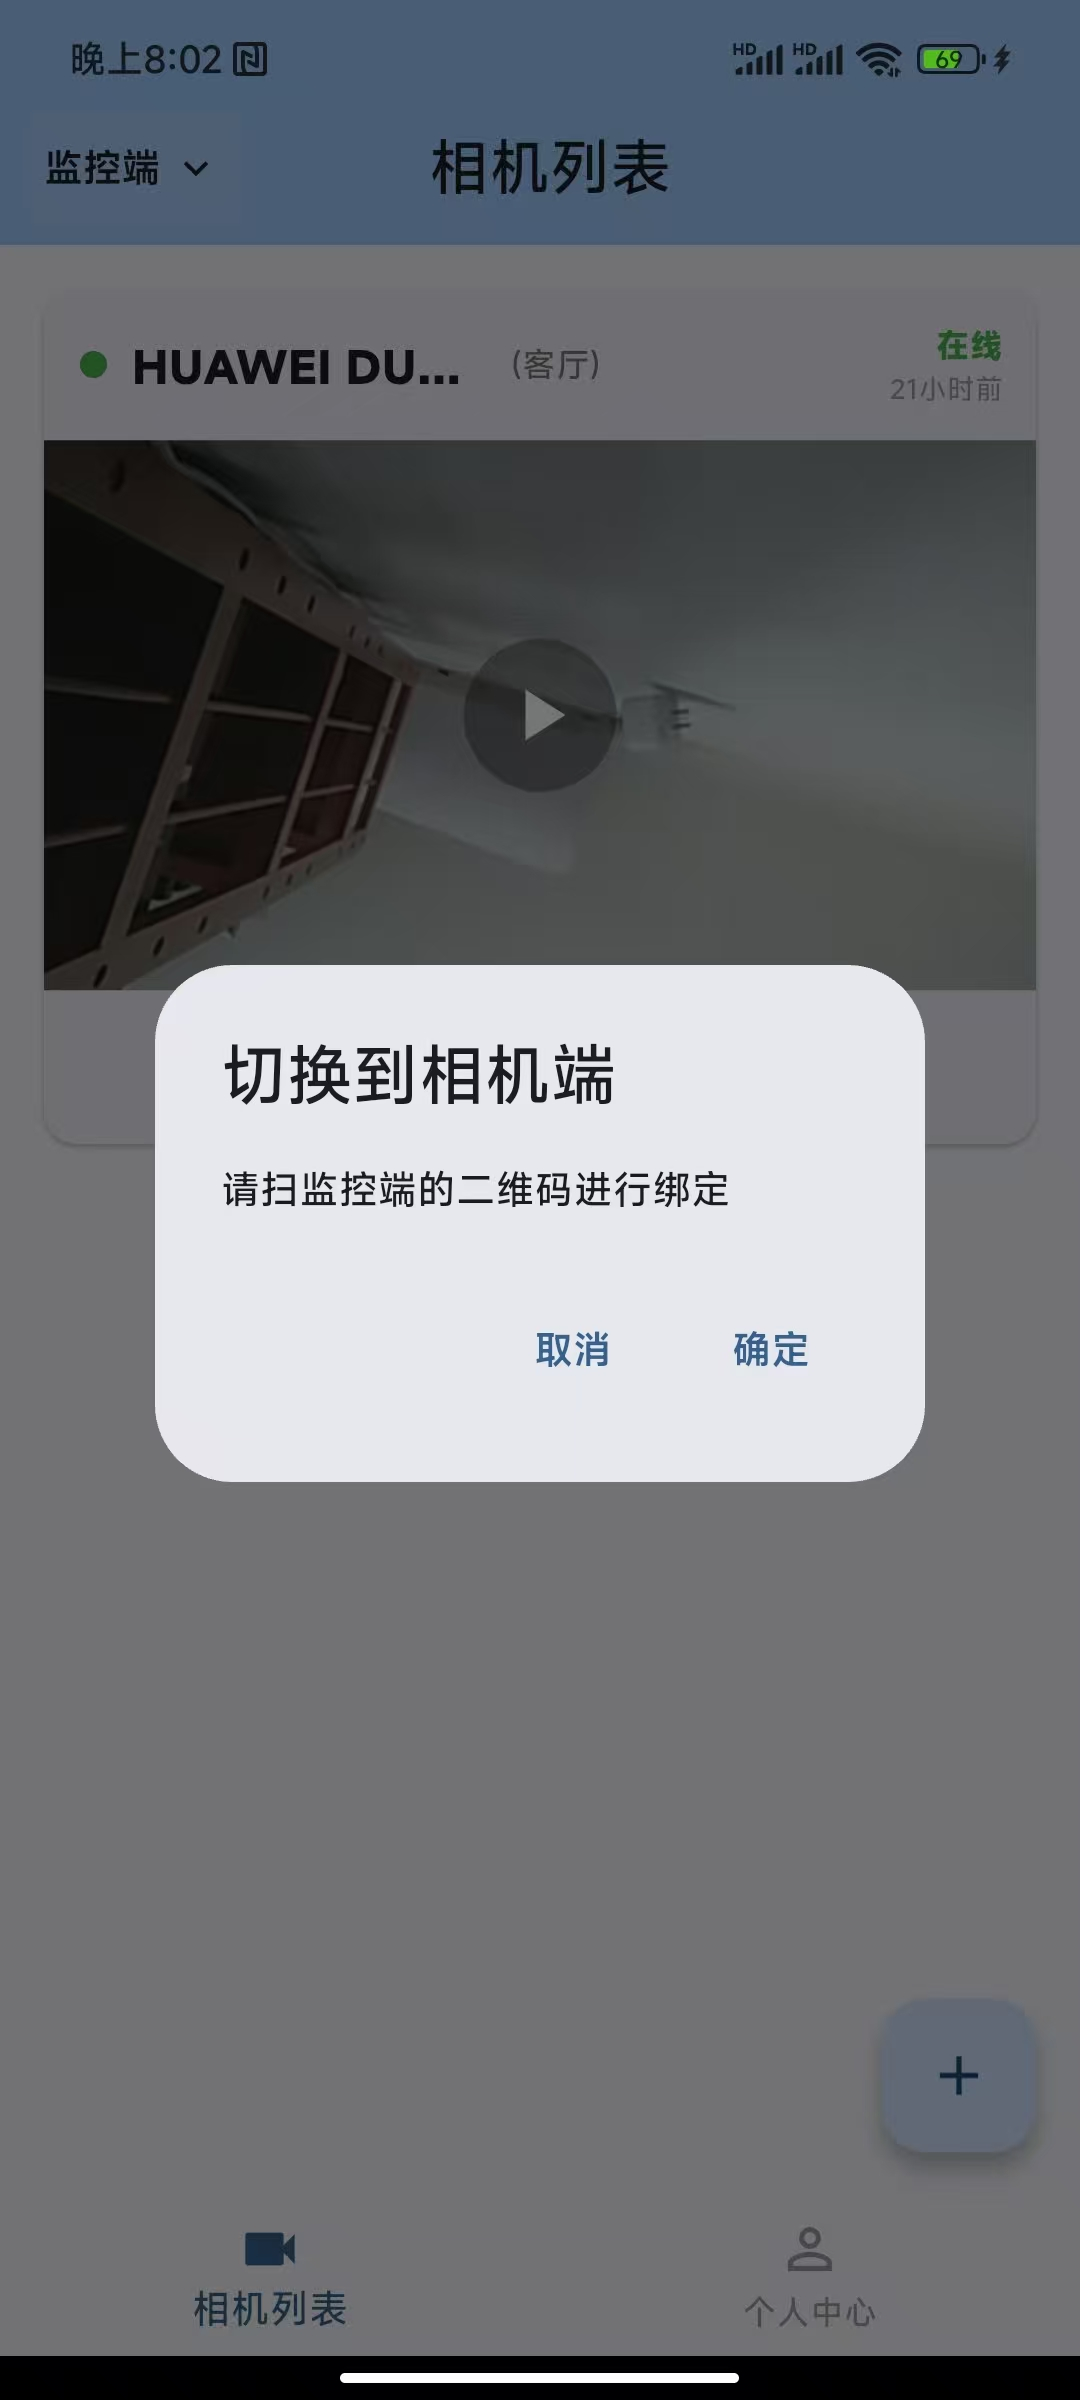 晚上8:02
HD HD 69
监控端
相机列表
HUAWEI DU... (客厅)
在线
21小时前
切换到相机端
请扫监控端的二维码进行绑定
取消 确定
相机列表 个人中心